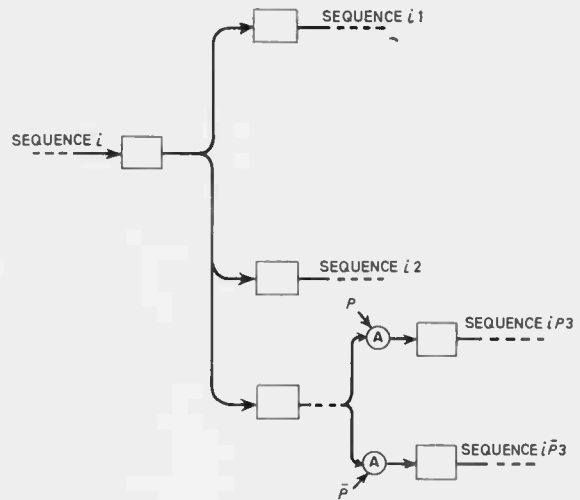 SEQUENCE i1
SEQUENCE i
SEQUENCE i2
P
A
SEQUENCE iP3
A
SEQUENCE iP̄3
P̄